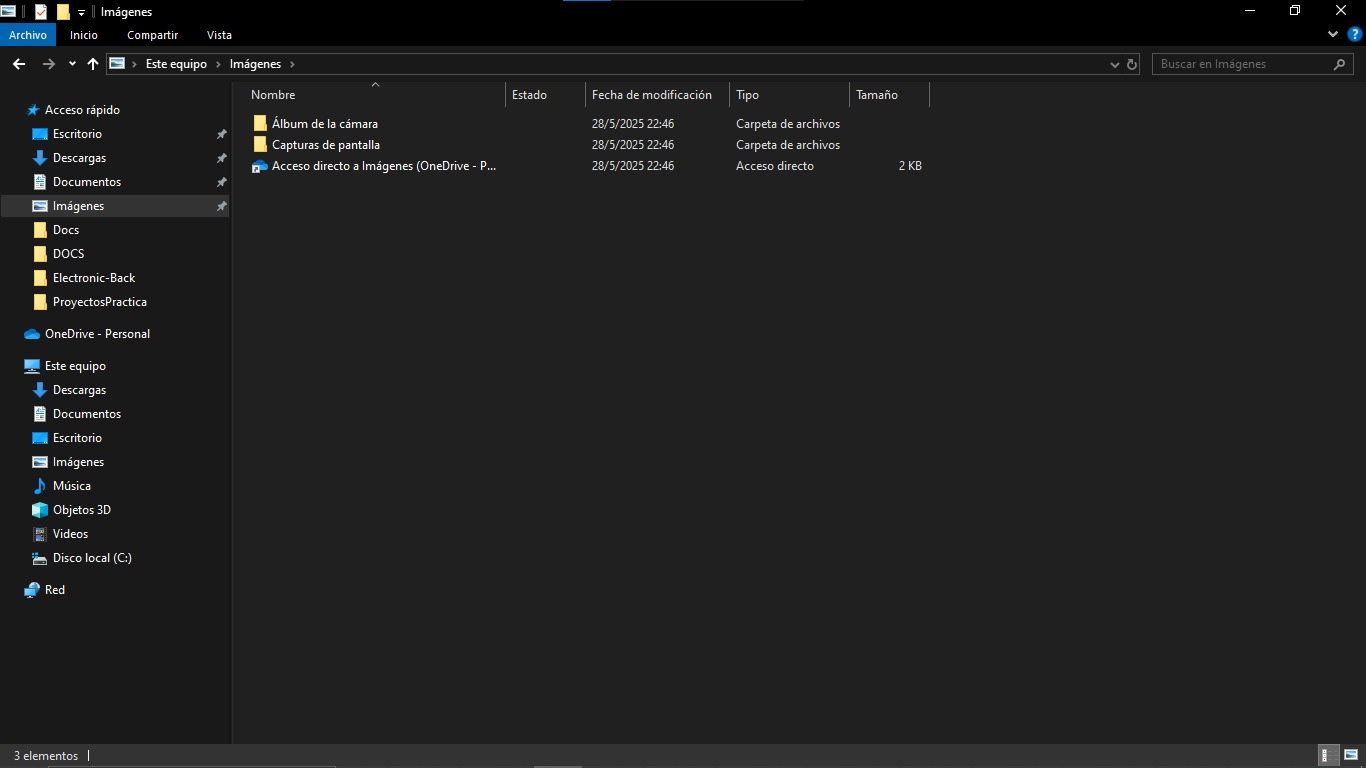 Imágenes
Archivo Inicio Compartir Vista
Este equipo Imágenes Buscar en Imágenes
Nombre Estado Fecha de modificación Tipo Tamaño
Álbum de la cámara 28/5/2025 22:46 Carpeta de archivos
Capturas de pantalla 28/5/2025 22:46 Carpeta de archivos
Acceso directo a Imágenes (OneDrive - P... 28/5/2025 22:46 Acceso directo 2 KB
Acceso rápido
Escritorio
Descargas
Documentos
Imágenes
Docs
DOCS
Electronic-Back
ProyectosPractica
OneDrive - Personal
Este equipo
Descargas
Documentos
Escritorio
Imágenes
Música
Objetos 3D
Videos
Disco local (C:)
Red
3 elementos